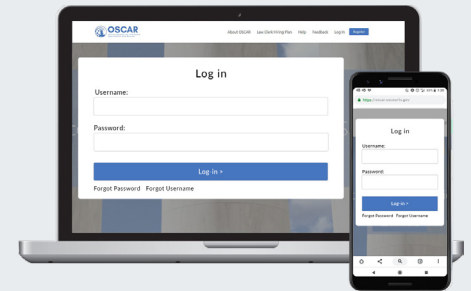 OSCAR
About OSCAR Law Clerk Hiring Plan Help Feedback Log In Register
Log in
Username:
Password:
Log-in >
Forgot Password Forgot Username
Log in
Username:
Password:
Log-in >
Forgot Password Forgot Username